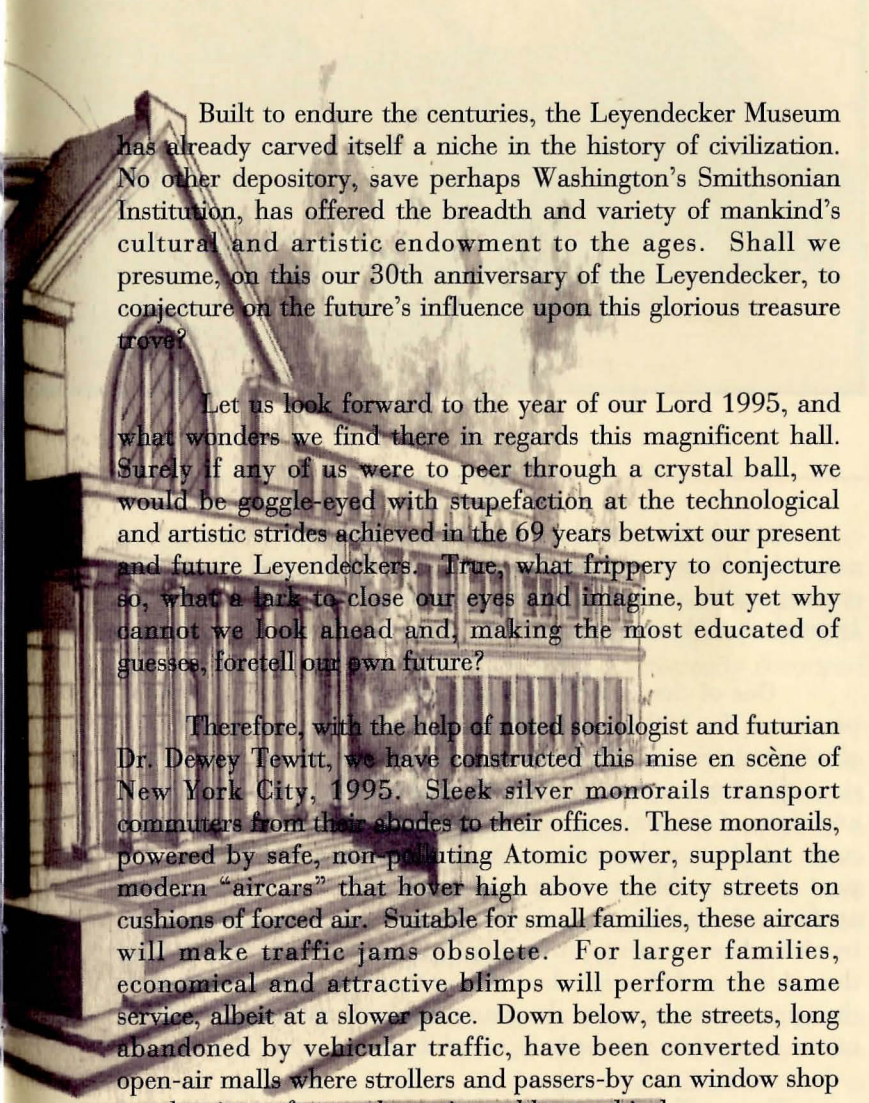 Built to endure the centuries, the Leyendecker Museum
has already carved itself a niche in the history of civilization.
No other depository, save perhaps Washington's Smithsonian
Institution, has offered the breadth and variety of mankind's
cultural and artistic endowment to the ages. Shall we
presume, on this our 30th anniversary of the Leyendecker, to
conjecture on the future's influence upon this glorious treasure
trove?
Let us look forward to the year of our Lord 1995, and
what wonders we find there in regards this magnificent hall.
Surely if any of us were to peer through a crystal ball, we
would be goggle-eyed with stupefaction at the technological
and artistic strides achieved in the 69 years betwixt our present
and future Leyendeckers. True, what frippery to conjecture
so, what a lark to close our eyes and imagine, but yet why
cannot we look ahead and, making the most educated of
guesses, foretell our own future?
Therefore, with the help of noted sociologist and futurian
Dr. Dewey Tewitt, we have constructed this mise en scène of
New York City, 1995. Sleek silver monorails transport
commuters from their abodes to their offices. These monorails,
powered by safe, non-polluting Atomic power, supplant the
modern "aircars" that hover high above the city streets on
cushions of forced air. Suitable for small families, these aircars
will make traffic jams obsolete. For larger families,
economical and attractive blimps will perform the same
service, albeit at a slower pace. Down below, the streets, long
abandoned by vehicular traffic, have been converted into
open-air malls where strollers and passers-by can window shop